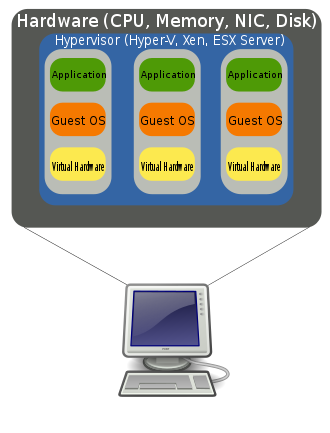 Hardware (CPU, Memory, NIC, Disk)
Hypervisor (Hyper-V, Xen, ESX Server)
Application Application Application
Guest OS Guest OS Guest OS
Virtual Hardware Virtual Hardware Virtual Hardware